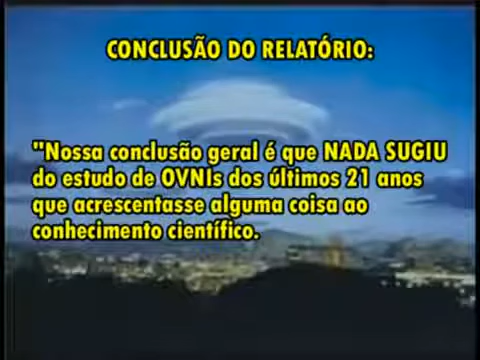 CONCLUSÃO DO RELATÓRIO:
"Nossa conclusão geral é que NADA SUGIU
do estudo de OVNIs dos últimos 21 anos
que acrescentasse alguma coisa ao
conhecimento científico.